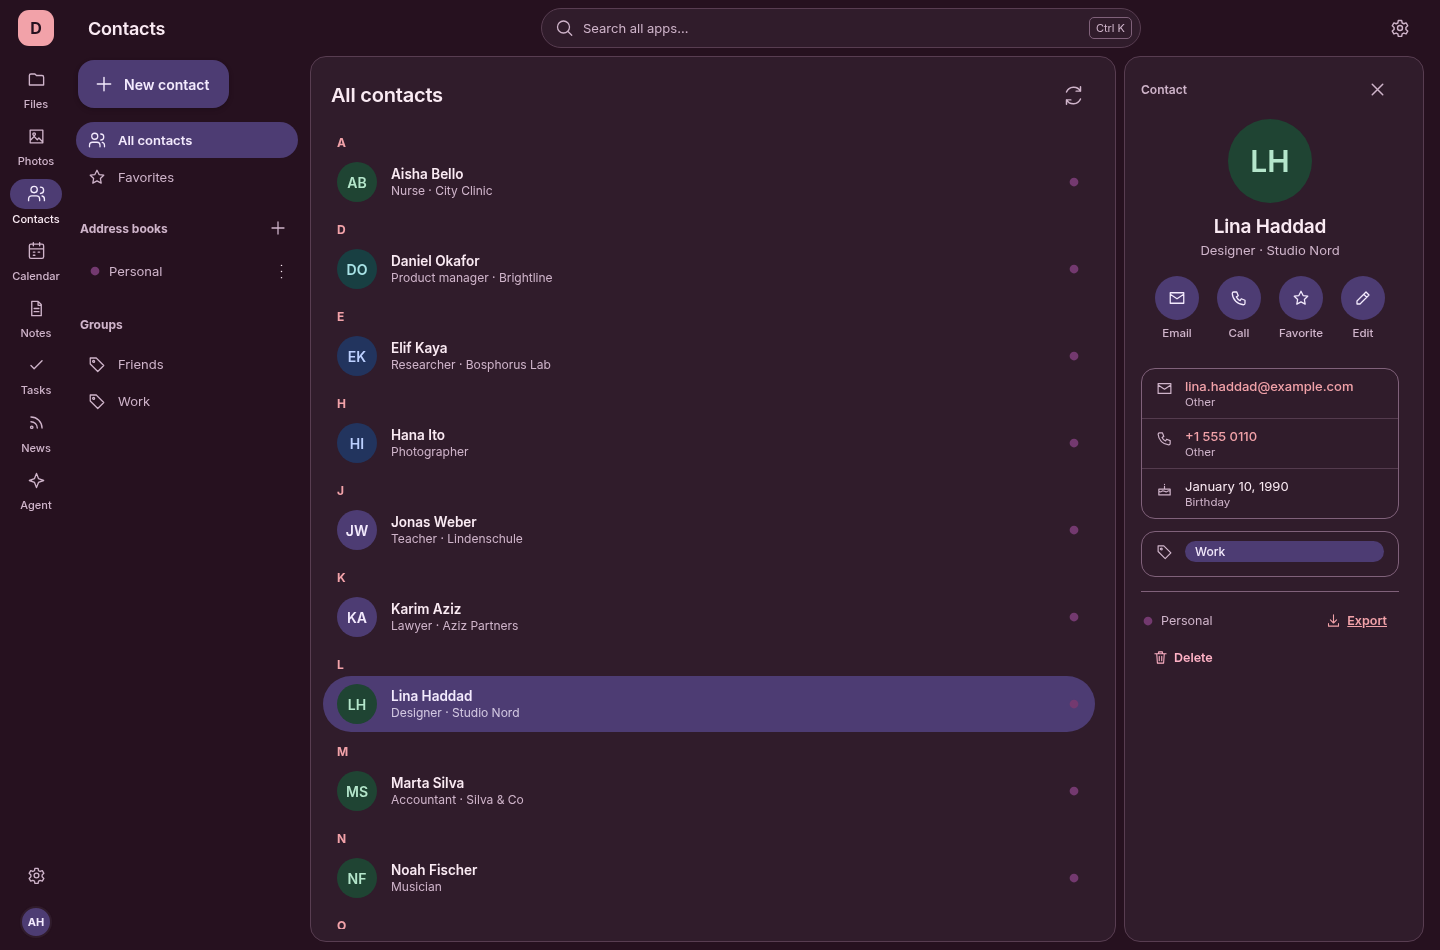 D
Contacts
Search all apps...
Ctrl K
Files
Photos
Contacts
Calendar
Notes
Tasks
News
Agent
AH
New contact
All contacts
Favorites
Address books
Personal
Groups
Friends
Work
All contacts
A
AB
Aisha Bello
Nurse · City Clinic
D
DO
Daniel Okafor
Product manager · Brightline
E
EK
Elif Kaya
Researcher · Bosphorus Lab
H
HI
Hana Ito
Photographer
J
JW
Jonas Weber
Teacher · Lindenschule
K
KA
Karim Aziz
Lawyer · Aziz Partners
L
LH
Lina Haddad
Designer · Studio Nord
M
MS
Marta Silva
Accountant · Silva & Co
N
NF
Noah Fischer
Musician
Contact
LH
Lina Haddad
Designer · Studio Nord
Email
Call
Favorite
Edit
lina.haddad@example.com
Other
+1 555 0110
Other
January 10, 1990
Birthday
Work
Personal
Export
Delete